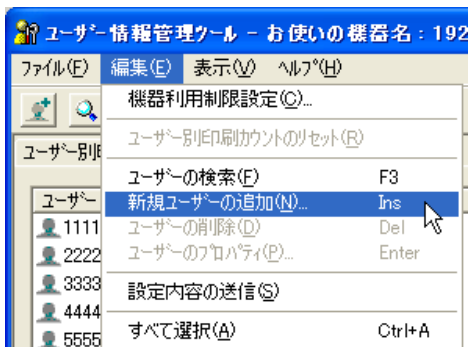 ユーザー情報管理ツール - お使いの機器名：192
ファイル(F) 編集(E) 表示(V) ヘルプ(H)
機器利用制限設定(C)...
ユーザー別印刷カウントのリセット(R)
ユーザー別
ユーザーの検索(F) F3
ユーザー
新規ユーザーの追加(N)... Ins
1111
ユーザーの削除(D) Del
2222
ユーザーのプロパティ(P)... Enter
3333
設定内容の送信(S)
4444
すべて選択(A) Ctrl+A
5555